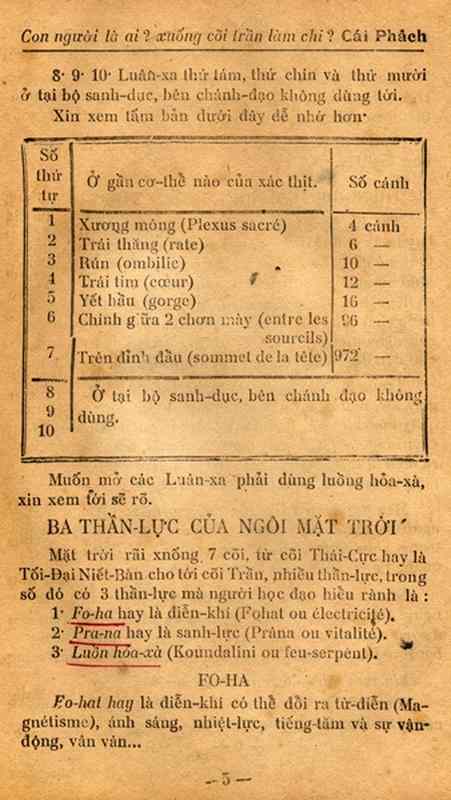 Con người là ai? xuống cõi trần làm chi? Cái Phách
8· 9· 10· Luân-xa thứ tám, thứ chín và thứ mười
ở tại bộ sanh-dục, bên chánh-đạo không dùng tới.
Xin xem tấm bản dưới đây dễ nhớ hơn·
Số thứ tự Ở gần cơ-thể nào của xác thịt. Số cánh
1 Xương mông (Plexus sacré) 4 cánh
2 Trái thăng (rate) 6 —
3 Rún (ombilic) 10 —
4 Trái tim (cœur) 12 —
5 Yết hầu (gorge) 16 —
6 Chính giữa 2 chơn mày (entre les sourcils) 96 —
7 Trên đỉnh đầu (sommet de la tête) 972 —
8 Ở tại bộ sanh-dục, bên chánh đạo không
9 dùng.
10
Muốn mở các Luân-xa phải dùng luồng hỏa-xà,
xin xem tới sẽ rõ.
BA THẦN-LỰC CỦA NGÔI MẶT TRỜI
Mặt trời rãi xuống 7 cõi, từ cõi Thái-Cực hay là
Tối-Đại Niết-Bàn cho tới cõi Trần, nhiều thần-lực, trong
số đó có 3 thần-lực mà người học đạo hiểu rành là :
1· Fo-ha hay là điển-khí (Fohat ou électricité).
2· Pra-na hay là sanh-lực (Prâna ou vitalité).
3· Luồn hỏa-xà (Koundalini ou feu-serpent).
FO-HA
Fo-hat hay là điển-khí có thể đổi ra từ-điển (Ma-
gnétisme), ánh sáng, nhiệt-lực, tiếng-tăm và sự vận-
động, vân vân...
— 5 —